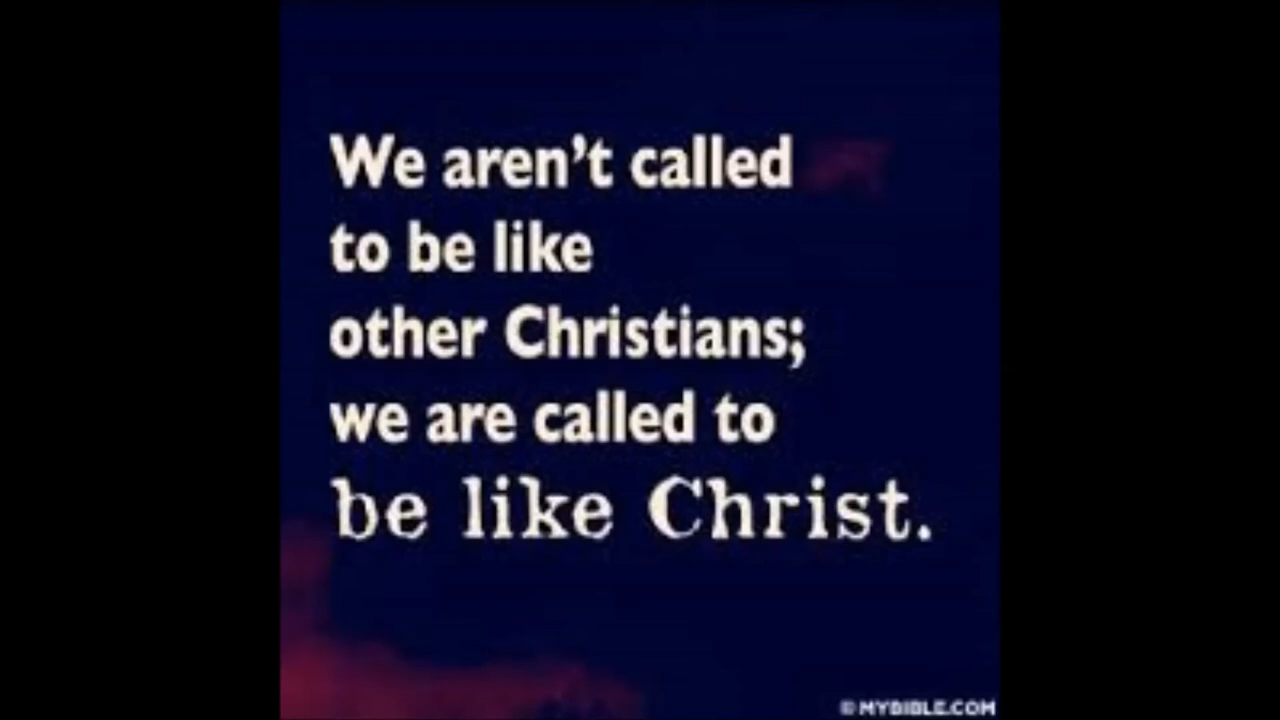 We aren’t called
to be like
other Christians;
we are called to
be like Christ.
© MYBIBLE.COM